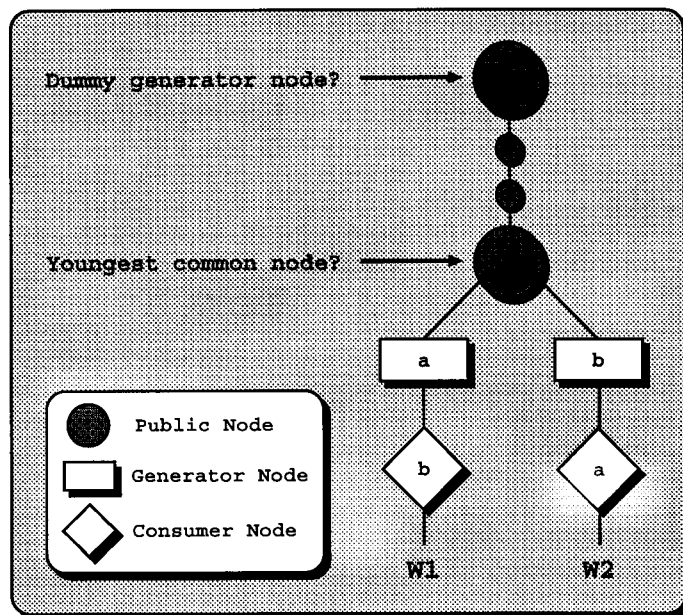 Dummy generator node?
Youngest common node?
a
b
b
a
Public Node
Generator Node
Consumer Node
W1
W2